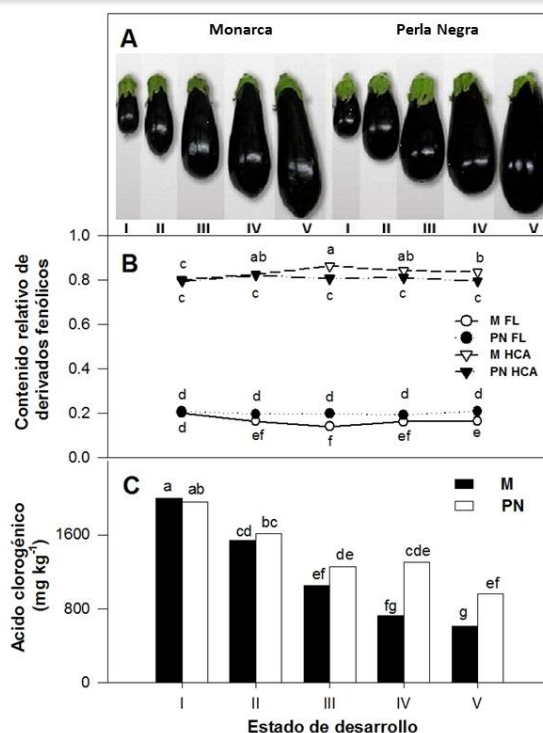 A
Monarca Perla Negra
I II III IV V I II III IV V
B
Contenido relativo de
derivados fenólicos
1.0
0.8
0.6
0.4
0.2
0.0
c ab a ab b
c c c c c
M FL
PN FL
M HCA
PN HCA
d d d d d
d ef f ef e
C
Acido clorogénico
(mg kg-1)
1600
800
0
M
PN
a ab
cd bc
ef de
fg cde
g ef
I II III IV V
Estado de desarrollo